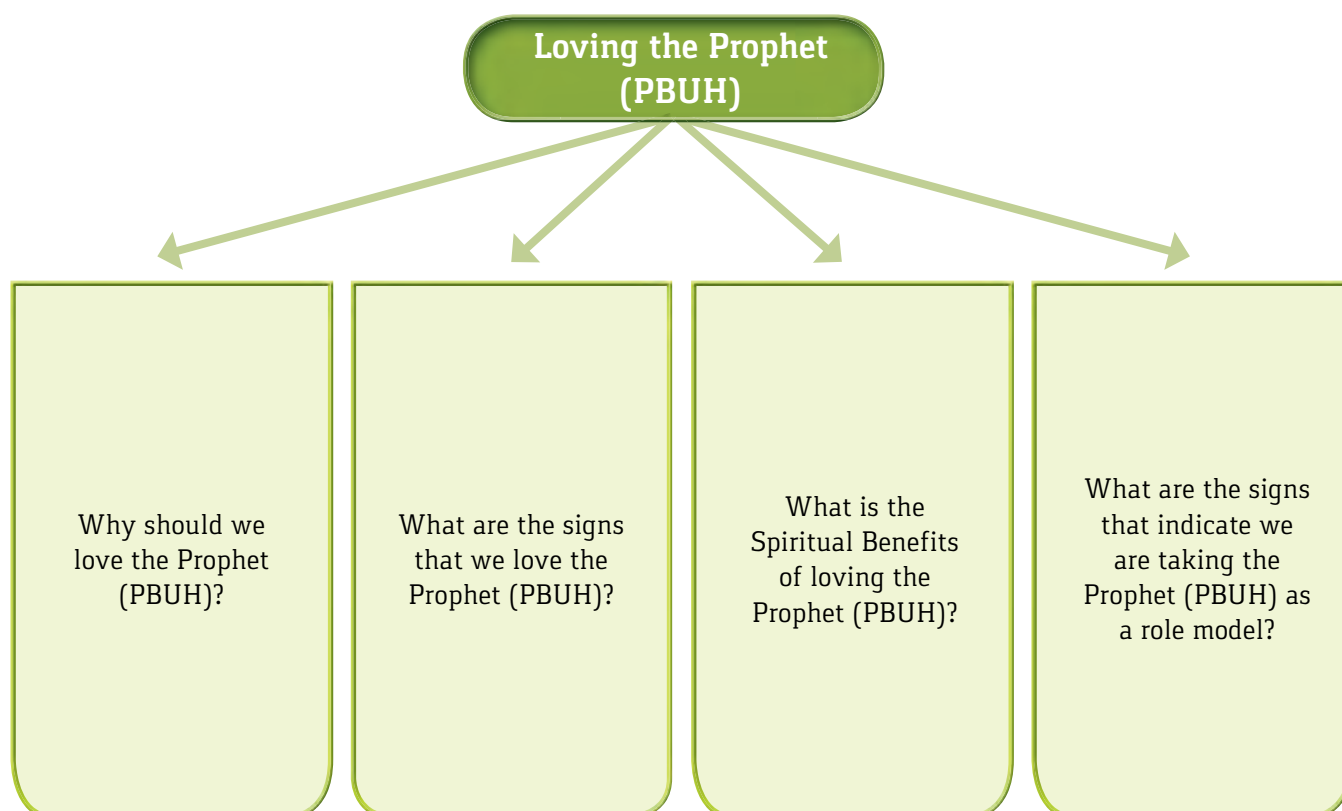 Loving the Prophet
(PBUH)
Why should we
love the Prophet
(PBUH)?
What are the signs
that we love the
Prophet (PBUH)?
What is the
Spiritual Benefits
of loving the
Prophet (PBUH)?
What are the signs
that indicate we
are taking the
Prophet (PBUH) as
a role model?